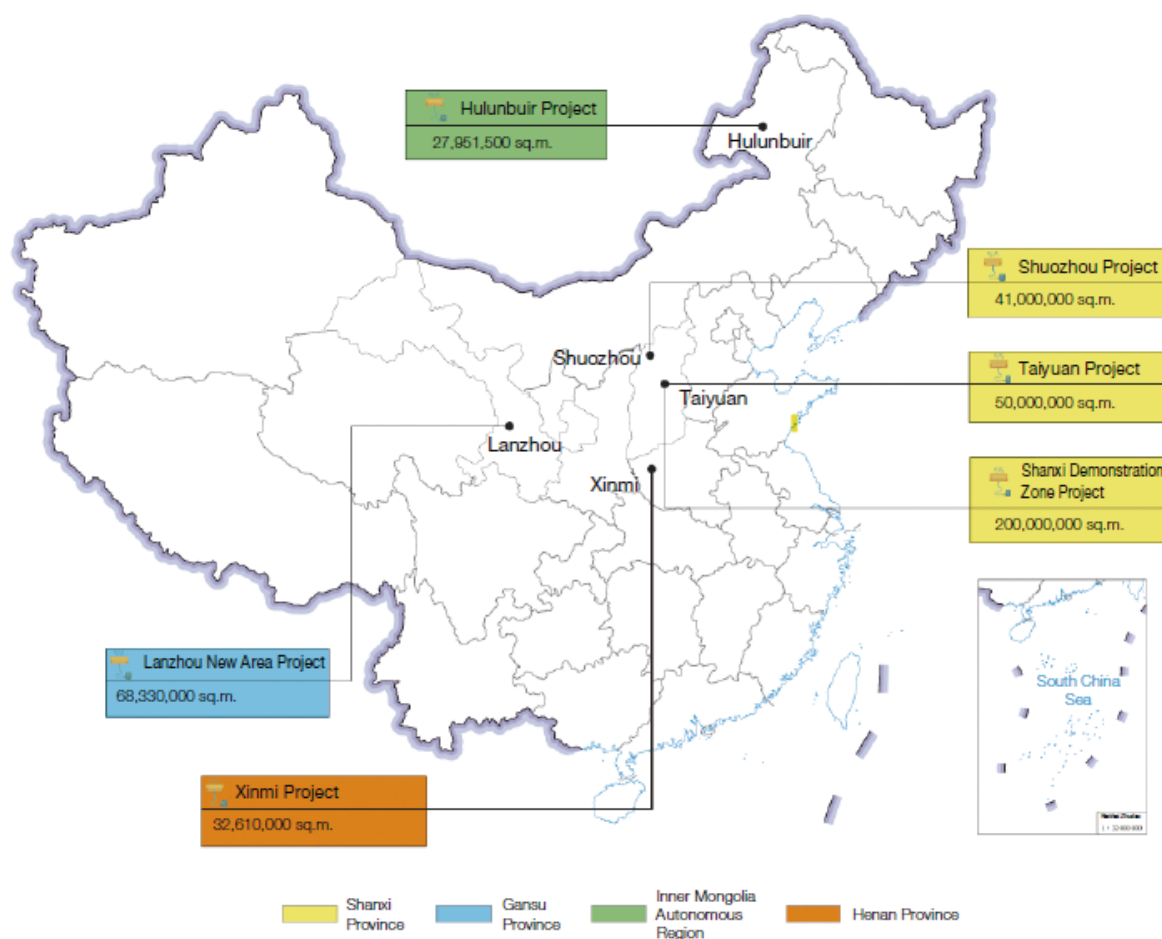 Hulunbuir Project
27,951,500 sq.m.
Hulunbuir
Shuozhou Project
41,000,000 sq.m.
Shuozhou
Taiyuan Project
50,000,000 sq.m.
Taiyuan
Lanzhou
Shanxi Demonstration
Zone Project
200,000,000 sq.m.
Xinmi
Lanzhou New Area Project
68,330,000 sq.m.
South China
Sea
Xinmi Project
32,610,000 sq.m.
Shanxi
Province
Gansu
Province
Inner Mongolia
Autonomous
Region
Henan Province